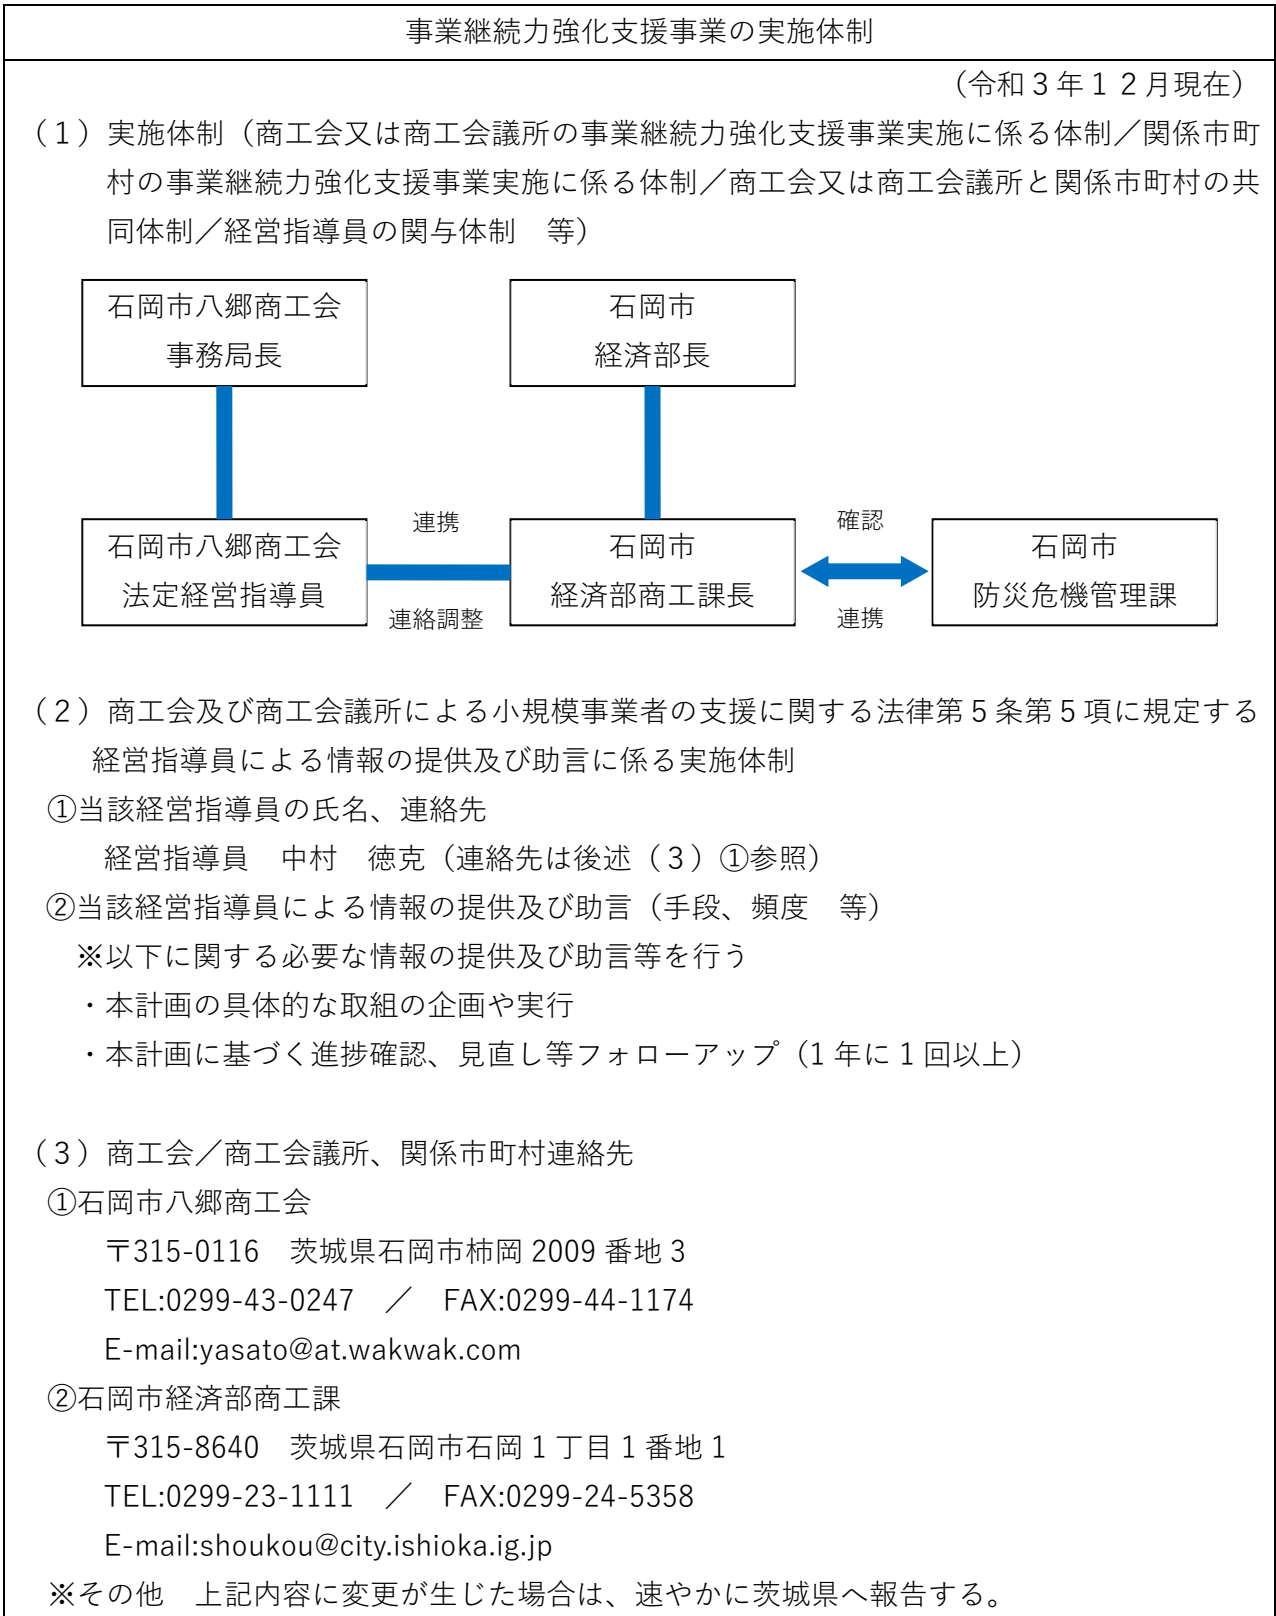 事業継続力強化支援事業の実施体制
（令和３年１２月現在）
（１）実施体制（商工会又は商工会議所の事業継続力強化支援事業実施に係る体制／関係市町
村の事業継続力強化支援事業実施に係る体制／商工会又は商工会議所と関係市町村の共
同体制／経営指導員の関与体制　等）
石岡市八郷商工会
事務局長
石岡市
経済部長
石岡市八郷商工会
法定経営指導員
連携
連絡調整
石岡市
経済部商工課長
確認
連携
石岡市
防災危機管理課
（２）商工会及び商工会議所による小規模事業者の支援に関する法律第５条第５項に規定する
経営指導員による情報の提供及び助言に係る実施体制
①当該経営指導員の氏名、連絡先
経営指導員　中村　徳克（連絡先は後述（３）①参照）
②当該経営指導員による情報の提供及び助言（手段、頻度　等）
※以下に関する必要な情報の提供及び助言等を行う
・本計画の具体的な取組の企画や実行
・本計画に基づく進捗確認、見直し等フォローアップ（1 年に 1 回以上）
（３）商工会／商工会議所、関係市町村連絡先
①石岡市八郷商工会
〒315-0116　茨城県石岡市柿岡 2009 番地 3
TEL:0299-43-0247　／　FAX:0299-44-1174
E-mail:yasato@at.wakwak.com
②石岡市経済部商工課
〒315-8640　茨城県石岡市石岡 1 丁目 1 番地 1
TEL:0299-23-1111　／　FAX:0299-24-5358
E-mail:shoukou@city.ishioka.ig.jp
※その他　上記内容に変更が生じた場合は、速やかに茨城県へ報告する。